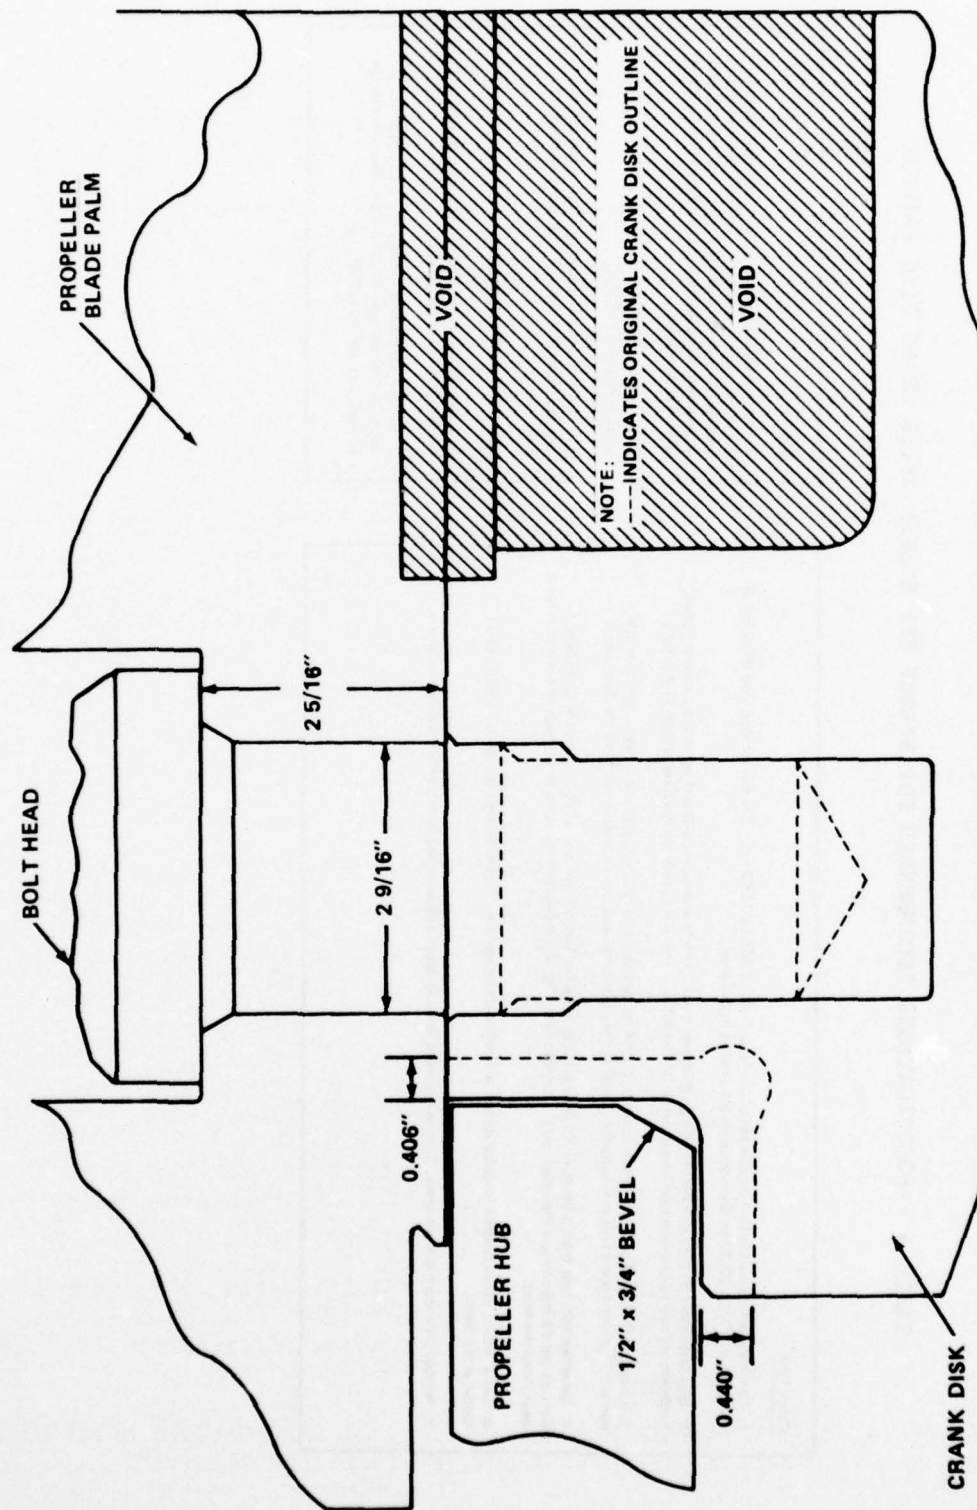 PROPELLER
BLADE PALM
BOLT HEAD
2 5/16"
2 9/16"
VOID
NOTE:
---INDICATES ORIGINAL CRANK DISK OUTLINE
VOID
0.406"
PROPELLER HUB
1/2" x 3/4" BEVEL
0.440"
CRANK DISK